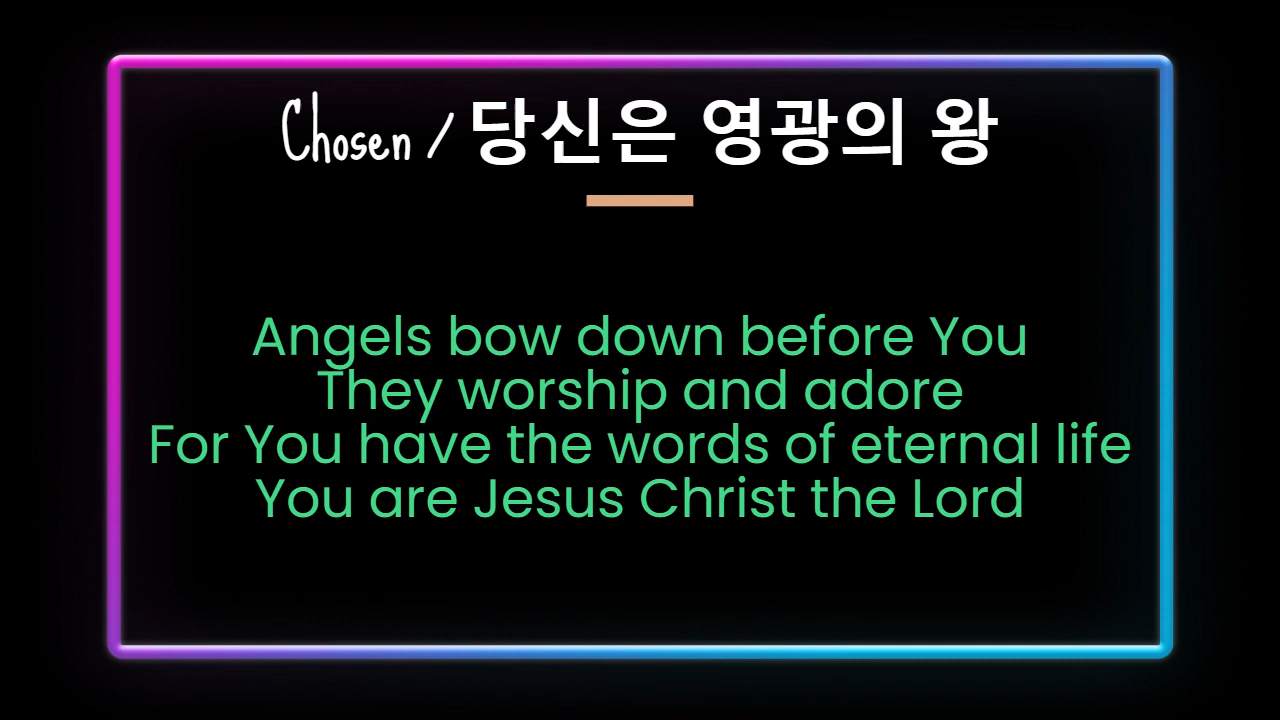 Chosen / 당신은 영광의 왕
Angels bow down before You
They worship and adore
For You have the words of eternal life
You are Jesus Christ the Lord